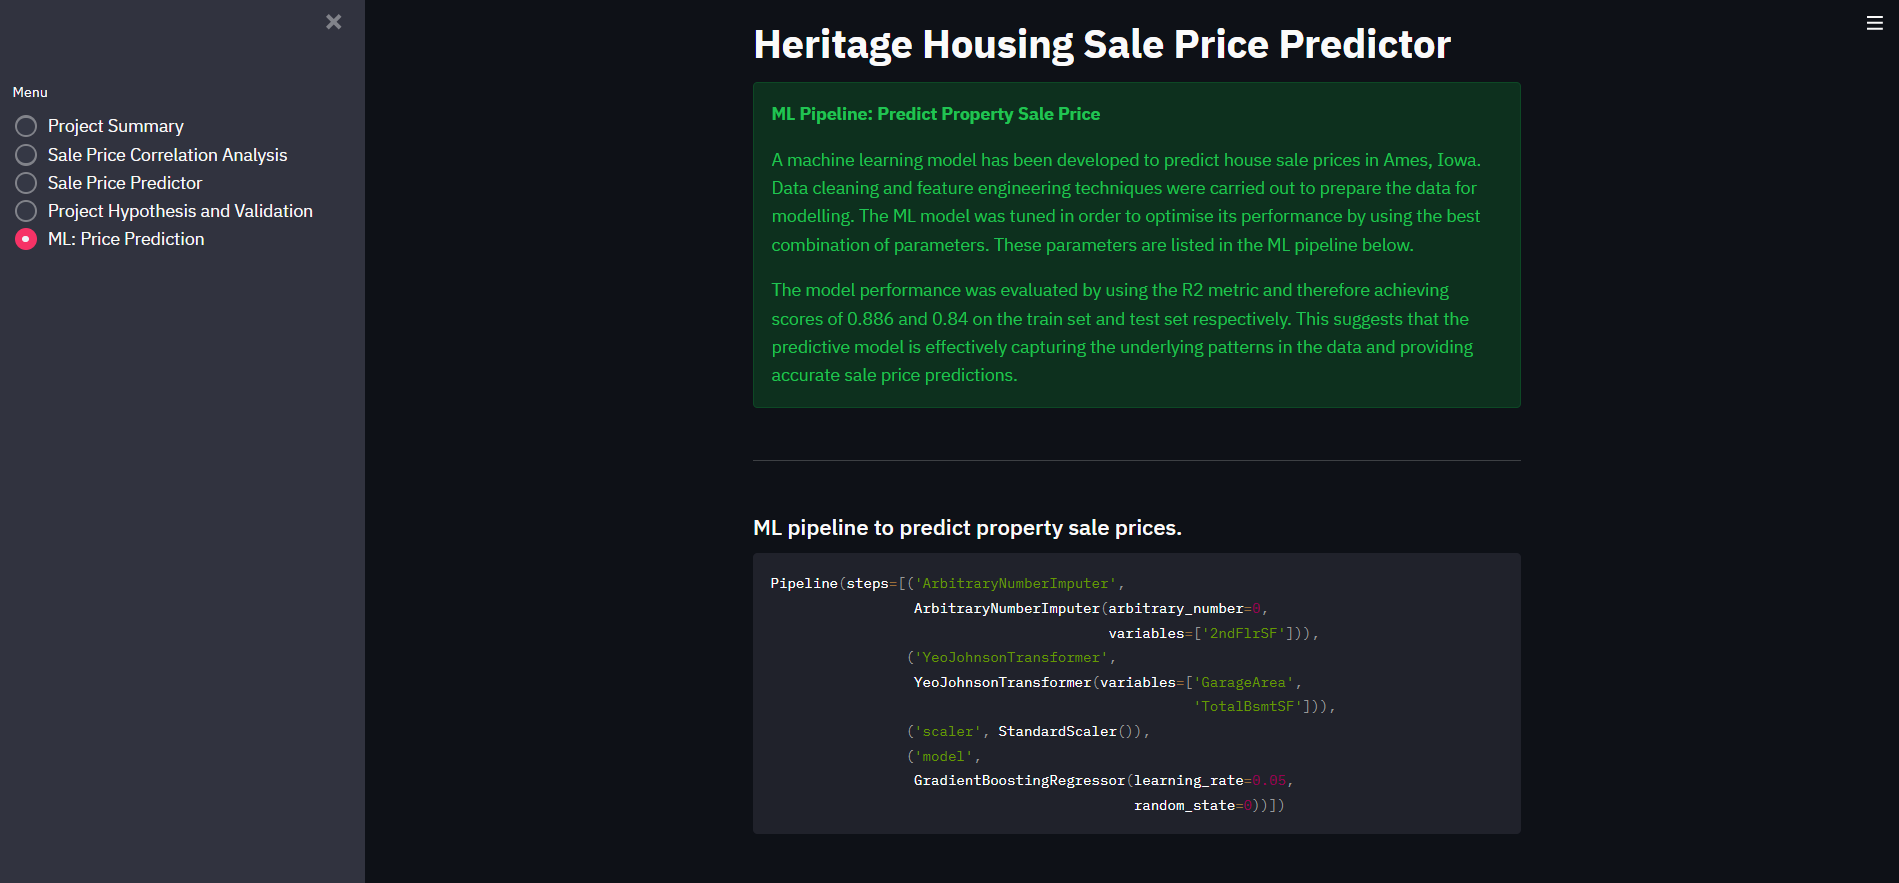 Menu
Project Summary
Sale Price Correlation Analysis
Sale Price Predictor
Project Hypothesis and Validation
ML: Price Prediction
Heritage Housing Sale Price Predictor
ML Pipeline: Predict Property Sale Price
A machine learning model has been developed to predict house sale prices in Ames, Iowa.
Data cleaning and feature engineering techniques were carried out to prepare the data for
modelling. The ML model was tuned in order to optimise its performance by using the best
combination of parameters. These parameters are listed in the ML pipeline below.
The model performance was evaluated by using the R2 metric and therefore achieving
scores of 0.886 and 0.84 on the train set and test set respectively. This suggests that the
predictive model is effectively capturing the underlying patterns in the data and providing
accurate sale price predictions.
ML pipeline to predict property sale prices.
Pipeline(steps=[('ArbitraryNumberImputer',
ArbitraryNumberImputer(arbitrary_number=0,
variables=['2ndFlrSF'])),
('YeoJohnsonTransformer',
YeoJohnsonTransformer(variables=['GarageArea',
'TotalBsmtSF'])),
('scaler', StandardScaler()),
('model',
GradientBoostingRegressor(learning_rate=0.05,
random_state=0))])